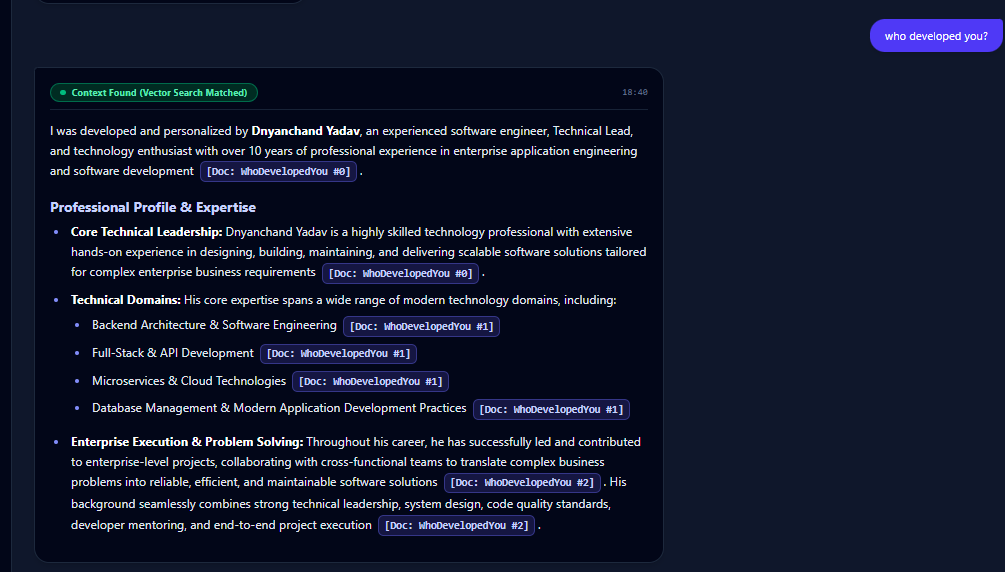 who developed you?
Context Found (Vector Search Matched)
18:40
I was developed and personalized by Dnyanchand Yadav, an experienced software engineer, Technical Lead,
and technology enthusiast with over 10 years of professional experience in enterprise application engineering
and software development [Doc: WhoDevelopedYou #0] .
Professional Profile & Expertise
• Core Technical Leadership: Dnyanchand Yadav is a highly skilled technology professional with extensive
hands-on experience in designing, building, maintaining, and delivering scalable software solutions tailored
for complex enterprise business requirements [Doc: WhoDevelopedYou #0] .
• Technical Domains: His core expertise spans a wide range of modern technology domains, including:
• Backend Architecture & Software Engineering [Doc: WhoDevelopedYou #1]
• Full-Stack & API Development [Doc: WhoDevelopedYou #1]
• Microservices & Cloud Technologies [Doc: WhoDevelopedYou #1]
• Database Management & Modern Application Development Practices [Doc: WhoDevelopedYou #1]
• Enterprise Execution & Problem Solving: Throughout his career, he has successfully led and contributed
to enterprise-level projects, collaborating with cross-functional teams to translate complex business
problems into reliable, efficient, and maintainable software solutions [Doc: WhoDevelopedYou #2] . His
background seamlessly combines strong technical leadership, system design, code quality standards,
developer mentoring, and end-to-end project execution [Doc: WhoDevelopedYou #2] .